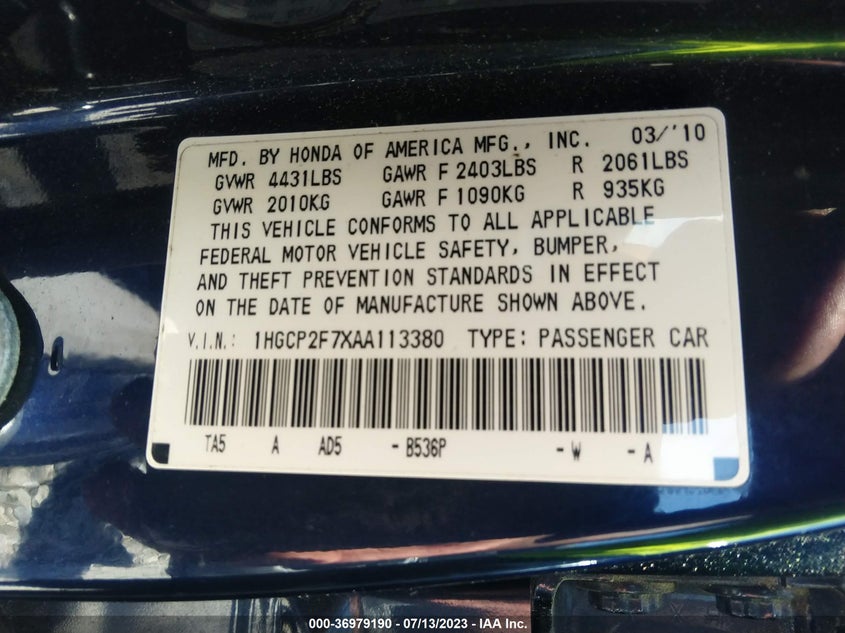 MFD. BY HONDA OF AMERICA MFG., INC. 03/'10
GVWR 4431LBS GAWR F 2403LBS R 2061LBS
GVWR 2010KG GAWR F 1090KG R 935KG
THIS VEHICLE CONFORMS TO ALL APPLICABLE
FEDERAL MOTOR VEHICLE SAFETY, BUMPER,
AND THEFT PREVENTION STANDARDS IN EFFECT
ON THE DATE OF MANUFACTURE SHOWN ABOVE.
V.I.N.: 1HGCP2F7XAA113380 TYPE: PASSENGER CAR
TA5 A AD5 - B536P - W - A
000-36979190 - 07/13/2023 - IAA Inc.